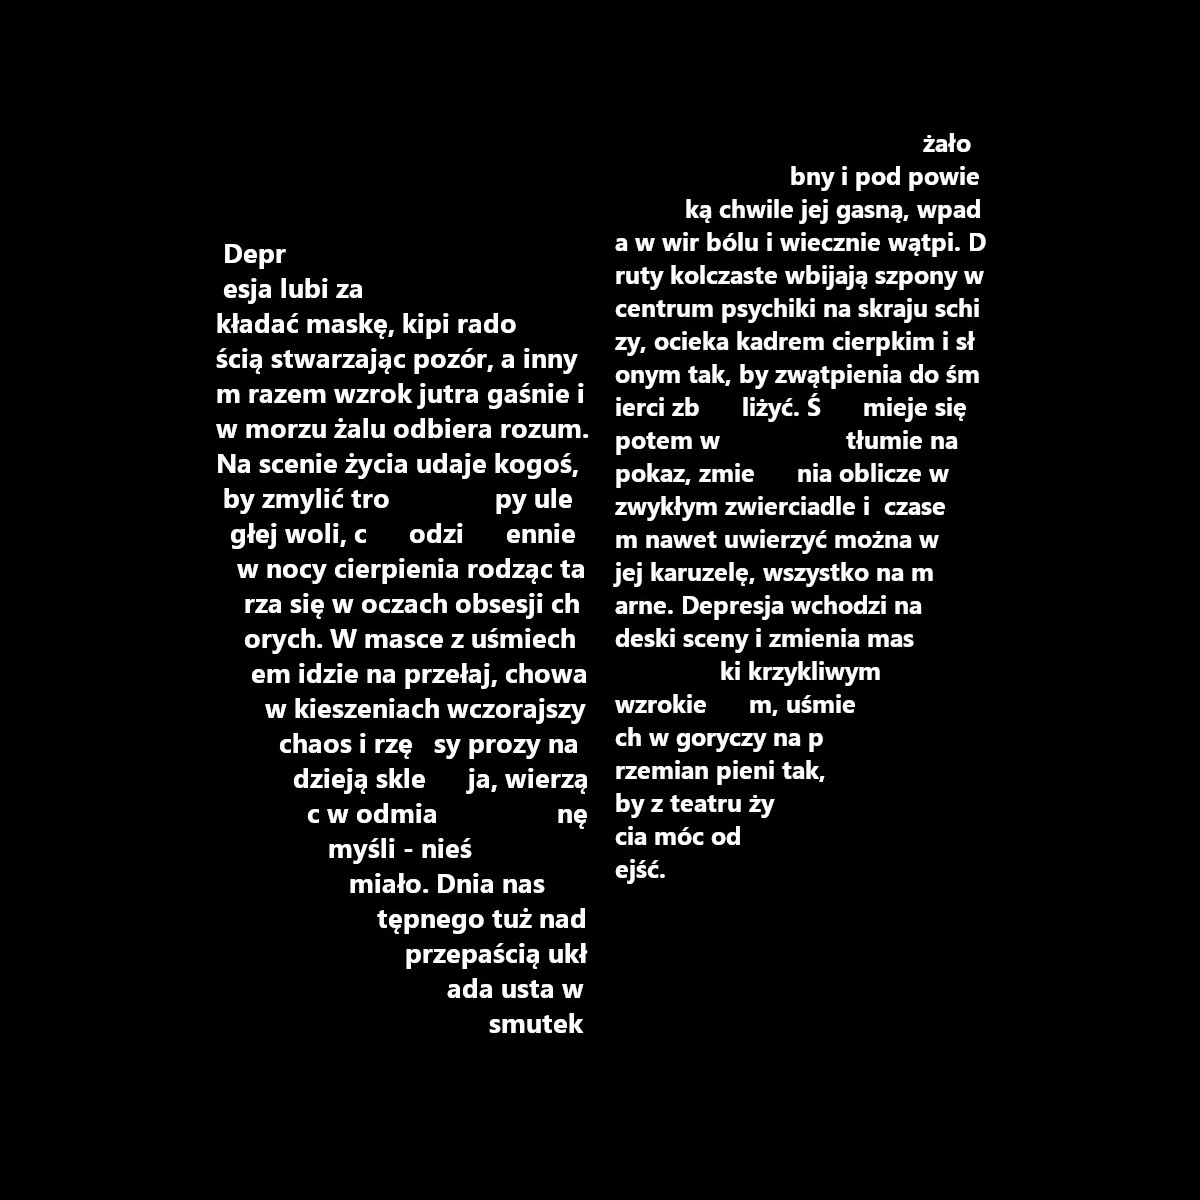 Depr
esja lubi za
kładać maskę, kipi rado
ścią stwarzając pozór, a inny
m razem wzrok jutra gaśnie i
w morzu żalu odbiera rozum.
Na scenie życia udaje kogoś,
by zmylić tro py ule
głej woli, c odzi ennie
w nocy cierpienia rodząc ta
rza się w oczach obsesji ch
orych. W masce z uśmiech
em idzie na przełaj, chowa
w kieszeniach wczorajszy
chaos i rzę sy prozy na
dzieją skle ja, wierzą
c w odmia nę
myśli - nieś
miało. Dnia nas
tępnego tuż nad
przepaścią ukł
ada usta w
smutek
żało
bny i pod powie
ką chwile jej gasną, wpad
a w wir bólu i wiecznie wątpi. D
ruty kolczaste wbijają szpony w
centrum psychiki na skraju schi
zy, ocieka kadrem cierpkim i sł
onym tak, by zwątpienia do śm
ierci zb liżyć. Ś mieje się
potem w tłumie na
pokaz, zmie nia oblicze w
zwykłym zwierciadle i czase
m nawet uwierzyć można w
jej karuzelę, wszystko na m
arne. Depresja wchodzi na
deski sceny i zmienia mas
ki krzykliwym
wzrokie m, uśmie
ch w goryczy na p
rzemian pieni tak,
by z teatru ży
cia móc od
ejść.